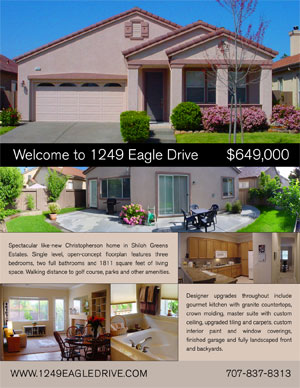 Welcome to 1249 Eagle Drive $649,000
Spectacular like-new Christopherson home in Shiloh Greens
Estates. Single level, open-concept floorplan features three
bedrooms, two full bathrooms and 1811 square feet of living
space. Walking distance to golf course, parks and other amenities.
Designer upgrades throughout include
gourmet kitchen with granite countertops,
crown molding, master suite with custom
ceiling, upgraded tiling and carpets, custom
interior paint and window coverings,
finished garage and fully landscaped front
and backyards.
WWW.1249EAGLEDRIVE.COM 707-837-8313